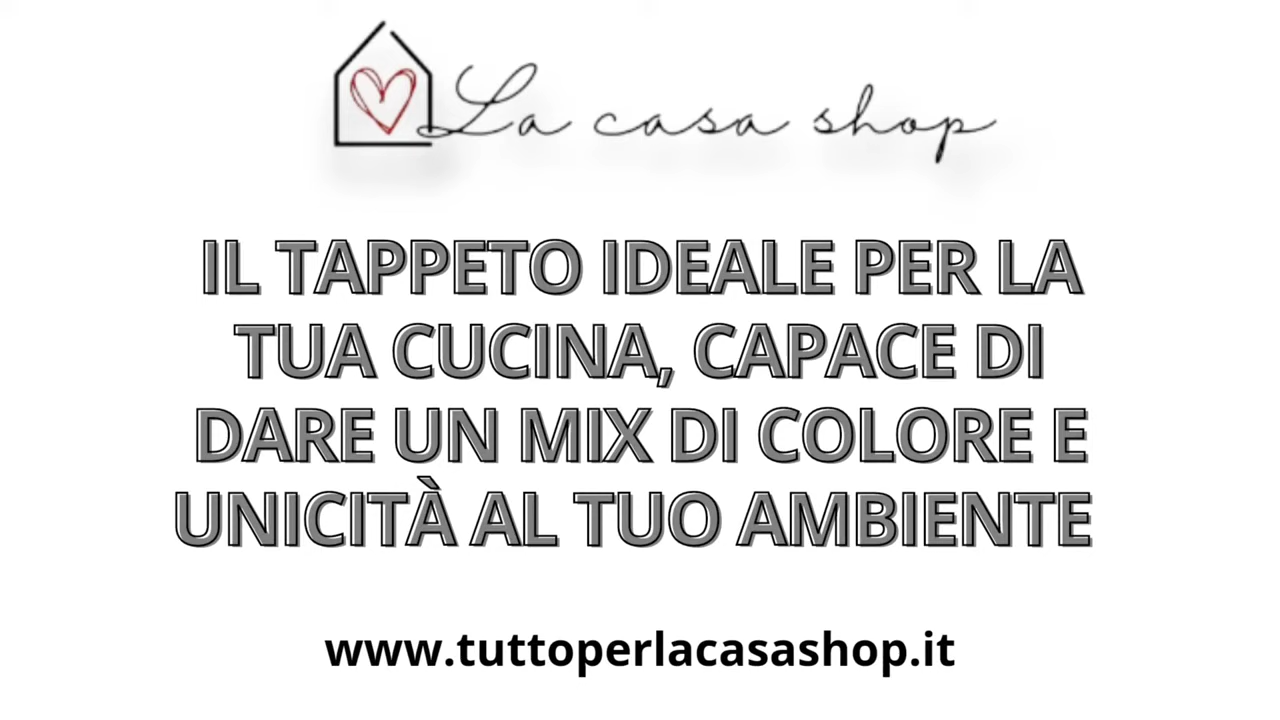 La casa shop
IL TAPPETO IDEALE PER LA
TUA CUCINA, CAPACE DI
DARE UN MIX DI COLORE E
UNICITÀ AL TUO AMBIENTE
www.tuttoperlacasashop.it